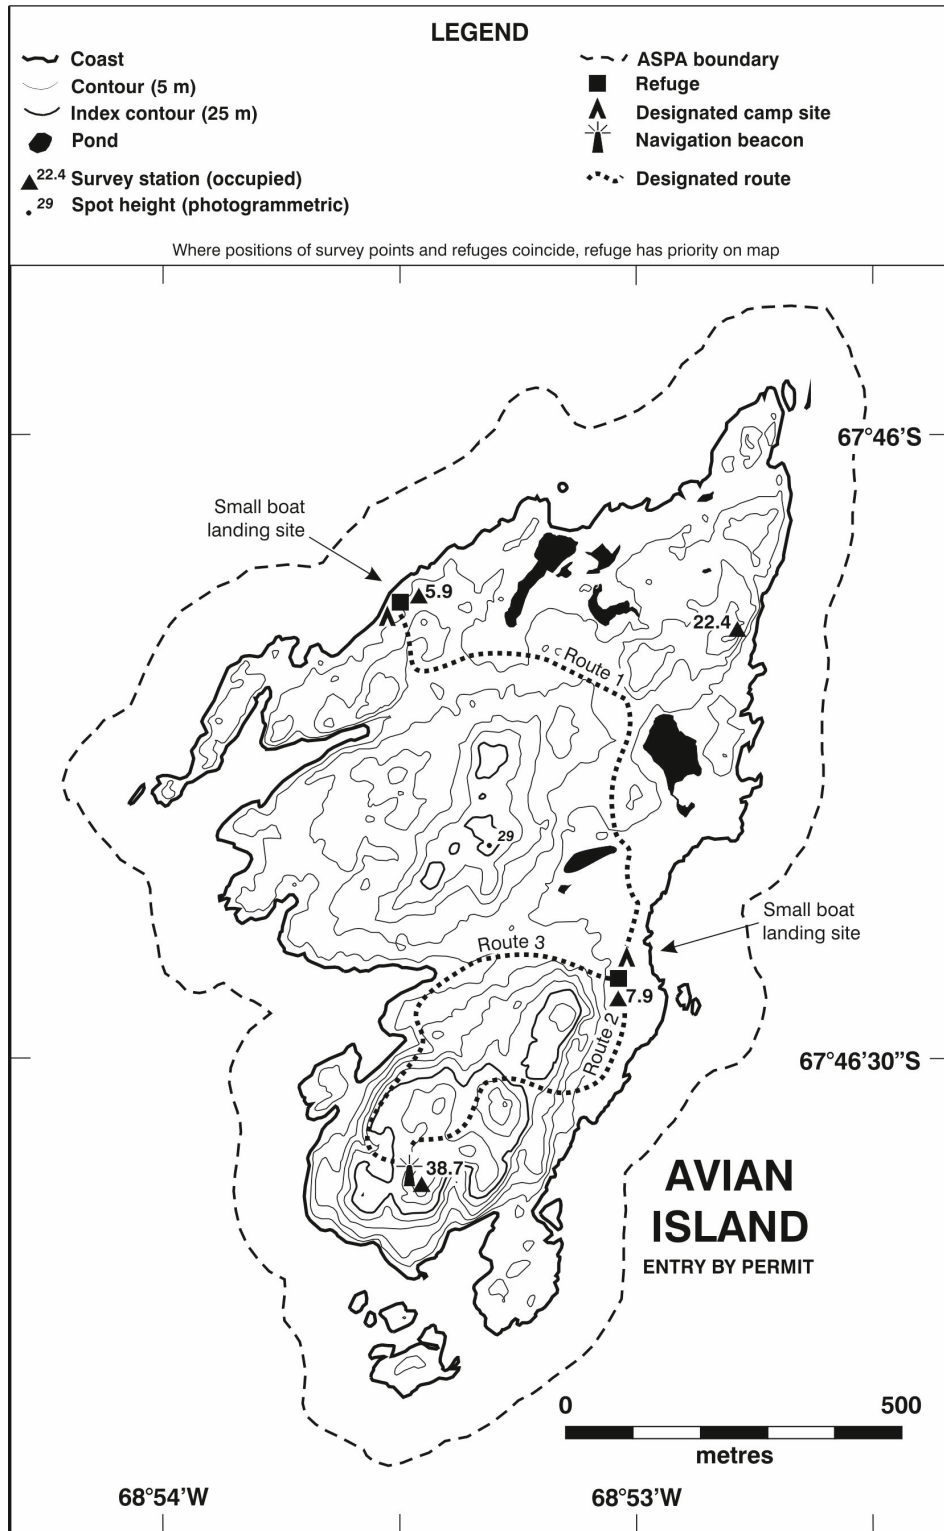 LEGEND
Coast
Contour (5 m)
Index contour (25 m)
Pond
22.4 Survey station (occupied)
29 Spot height (photogrammetric)
ASPA boundary
Refuge
Designated camp site
Navigation beacon
Designated route
Where positions of survey points and refuges coincide, refuge has priority on map
67°46'S
Small boat
landing site
5.9
22.4
Route 1
29
Small boat
landing site
Route 3
7.9
Route 2
67°46'30"S
38.7
AVIAN
ISLAND
ENTRY BY PERMIT
0 500
metres
68°54'W 68°53'W